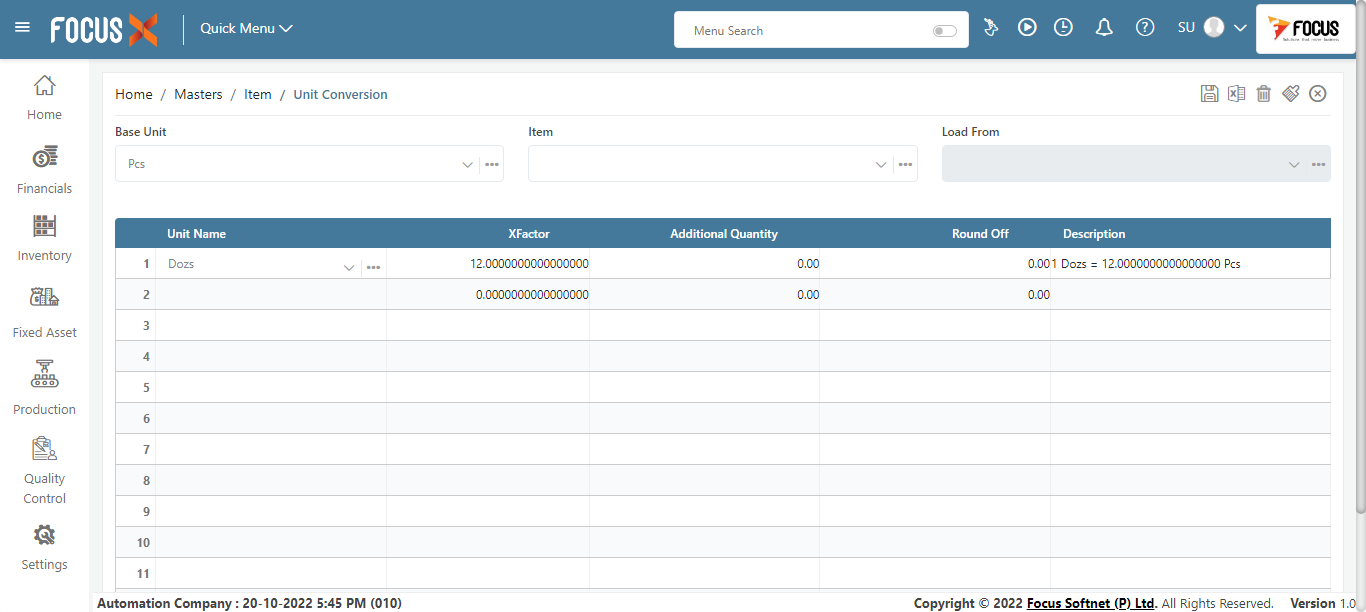 FOCUS X Quick Menu Menu Search SU FOCUS
Home
Financials
Inventory
Fixed Asset
Production
Quality
Control
Settings
Home / Masters / Item / Unit Conversion
Base Unit Item Load From
Pcs
Unit Name XFactor Additional Quantity Round Off Description
1 Dozs 12.0000000000000000 0.00 0.001 Dozs = 12.0000000000000000 Pcs
2 0.0000000000000000 0.00 0.00
3
4
5
6
7
8
9
10
11
Automation Company : 20-10-2022 5:45 PM (010) Copyright © 2022 Focus Softnet (P) Ltd. All Rights Reserved. Version 1.0